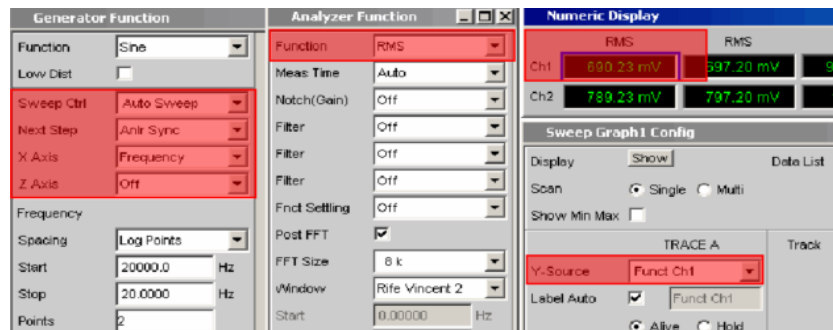 Generator Function
Function Sine
Low Dist
Sweep Ctrl Auto Sweep
Next Step Anlr Sync
X Axis Frequency
Z Axis Off
Frequency
Spacing Log Points
Start 20000.0 Hz
Stop 20.0000 Hz
Points 2
Analyzer Function
Function RMS
Meas Time Auto
Notch(Gain) Off
Filter Off
Filter Off
Filter Off
Fnct Settling Off
Post FFT
FFT Size 8 k
Window Rife Vincent 2
Start 0.00000 Hz
Numeric Display
RMS RMS
Ch1 690.23 mV 697.20 mV 9
Ch2 789.23 mV 797.20 mV
Sweep Graph1 Config
Display Show Data List
Scan Single Multi
Show Min Max
TRACE A Track
Y-Source Funct Ch1
Label Auto Funct Ch1
Alive Hold